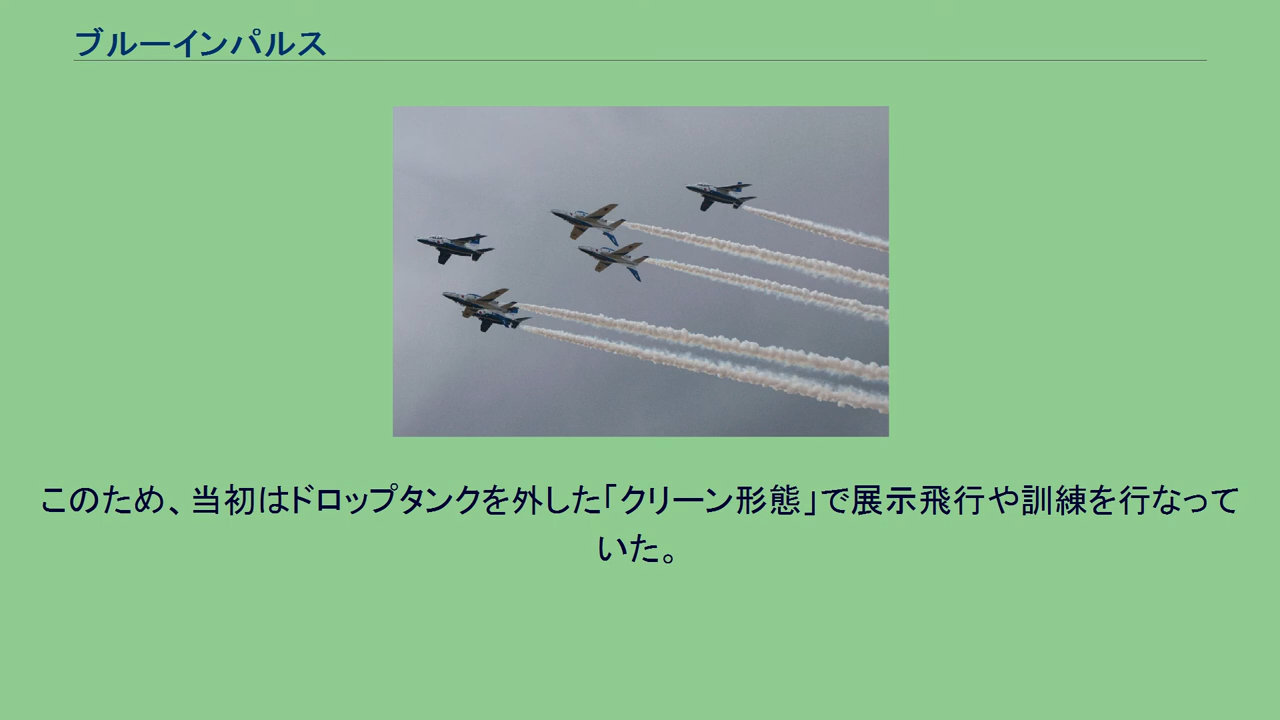 ブルーインパルス
このため、当初はドロップタンクを外した「クリーン形態」で展示飛行や訓練を行なって
いた。